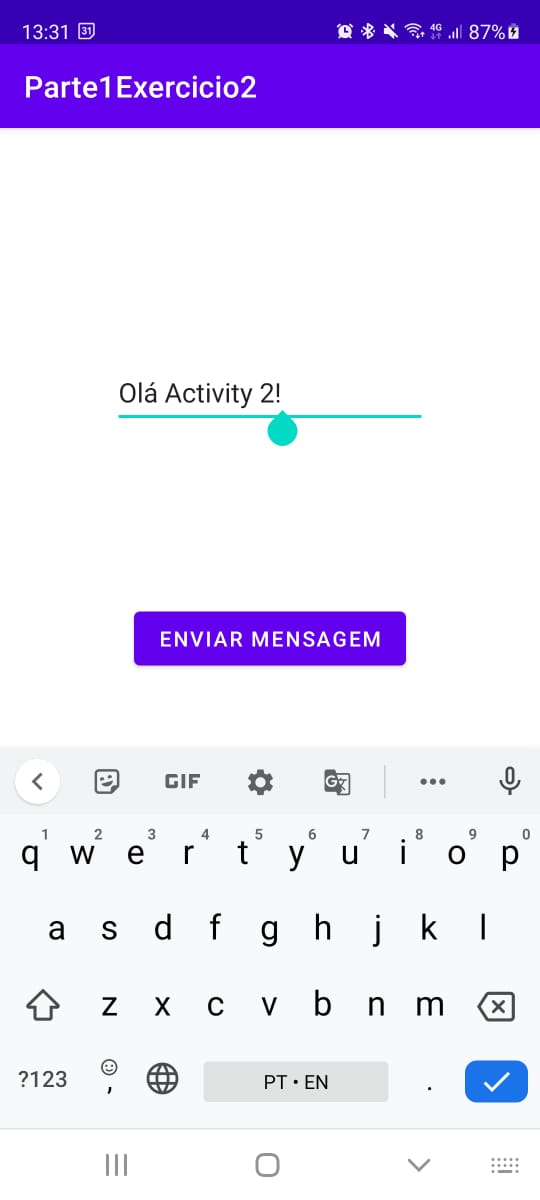 13:31 31 4G 87%
Parte1Exercicio2
Olá Activity 2!
ENVIAR MENSAGEM
GIF G
1 2 3 4 5 6 7 8 9 0
q w e r t y u i o p
a s d f g h j k l
z x c v b n m
?123 , PT • EN .